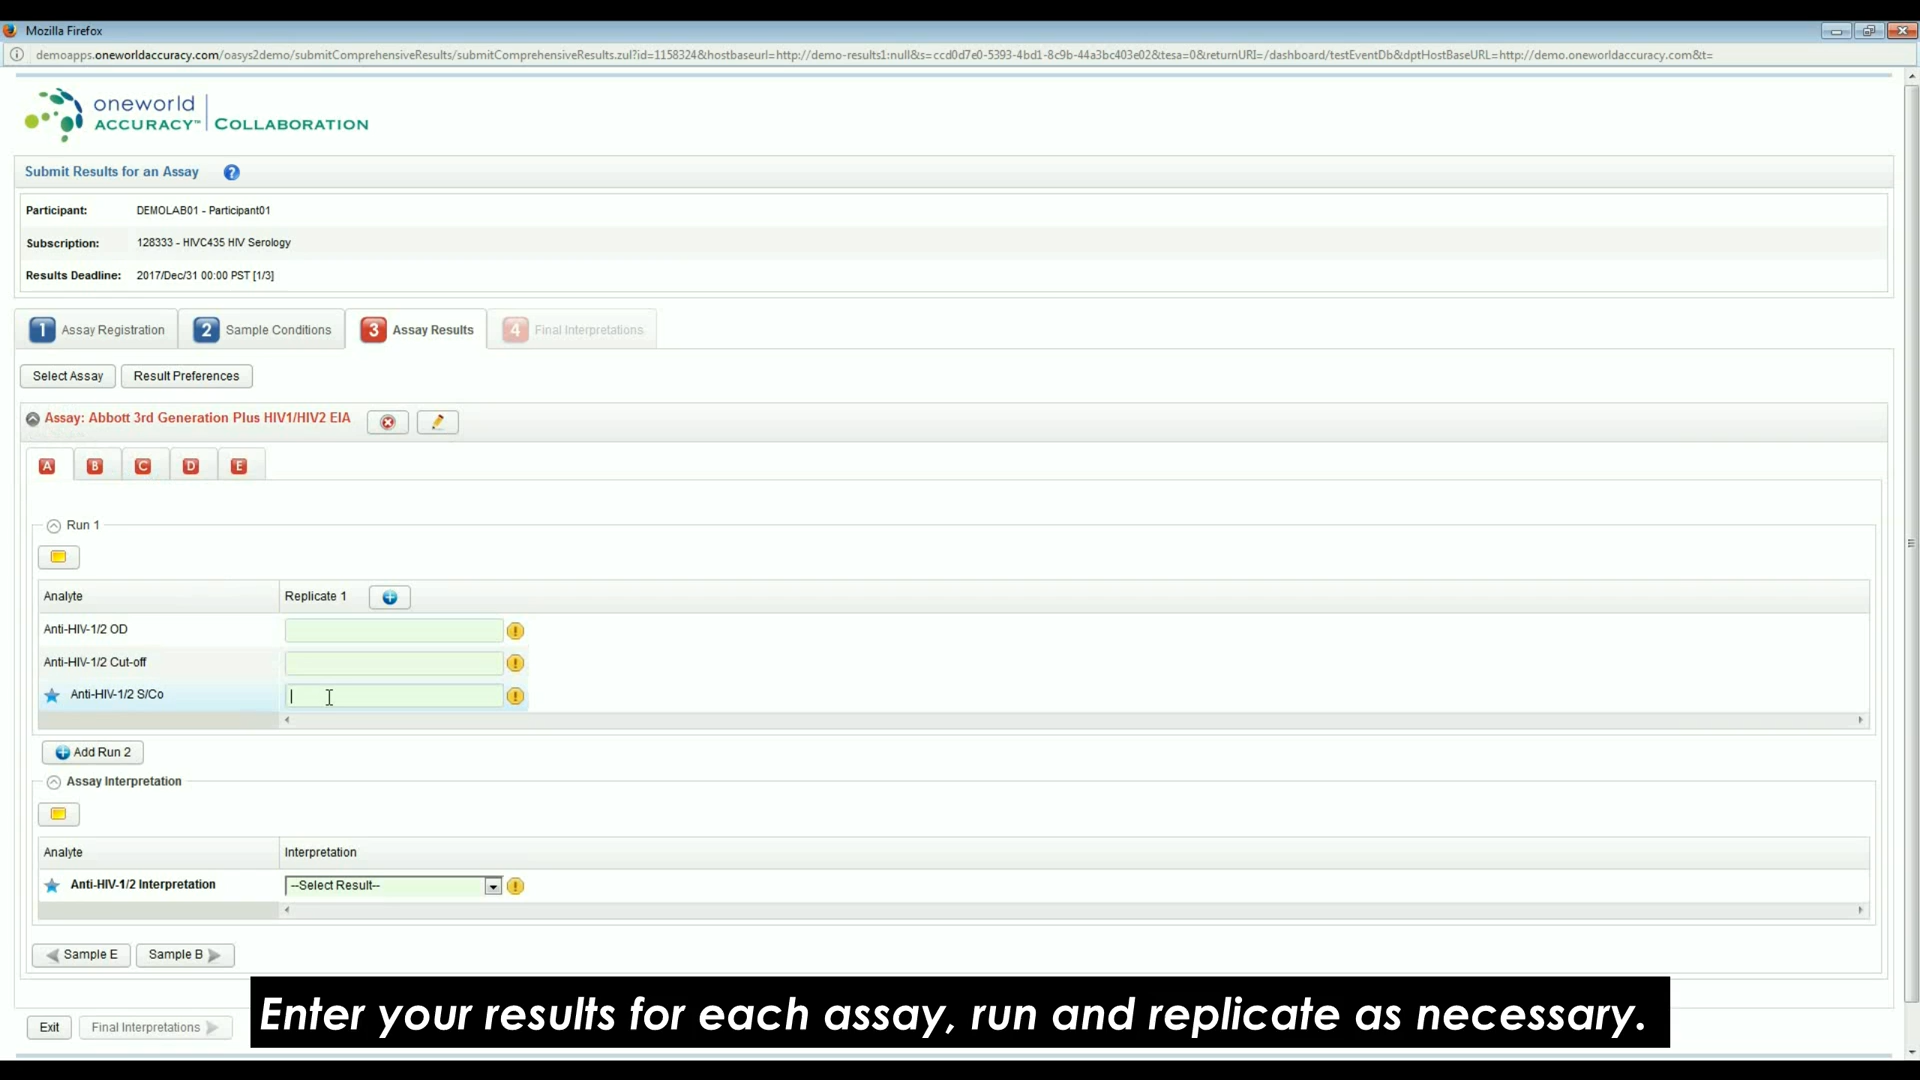 Mozilla Firefox
demoapps.oneworldaccuracy.com/oasys2demo/submitComprehensiveResults/submitComprehensiveResults.zul?id=1158324&hostbaseurl=http://demo-results1:null&s=ccd0d7e0-5393-4bd1-8c9b-44a3bc403e02&tesa=0&returnURI=/dashboard/testEventDb&dptHostBaseURL=http://demo.oneworldaccuracy.com&t=
oneworld
ACCURACY™ COLLABORATION
Submit Results for an Assay ?
Participant: DEMOLAB01 - Participant01
Subscription: 128333 - HIVC435 HIV Serology
Results Deadline: 2017/Dec/31 00:00 PST [1/3]
1 Assay Registration 2 Sample Conditions 3 Assay Results 4 Final Interpretations
Select Assay Result Preferences
Assay: Abbott 3rd Generation Plus HIV1/HIV2 EIA
A B C D E
Run 1
Analyte Replicate 1
Anti-HIV-1/2 OD
Anti-HIV-1/2 Cut-off
Anti-HIV-1/2 S/Co
Add Run 2
Assay Interpretation
Analyte Interpretation
Anti-HIV-1/2 Interpretation --Select Result--
Sample E Sample B
Exit Final Interpretations
Enter your results for each assay, run and replicate as necessary.